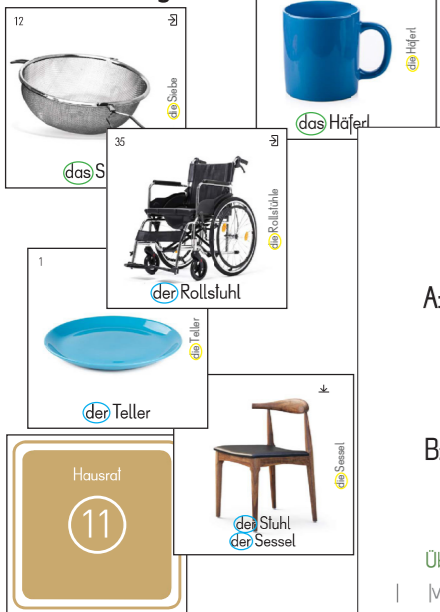 12
die Siebe
das S
die Häferl
das Häferl
35
die Rollstühle
der Rollstuhl
1
die Teller
der Teller
die Sessel
der Stuhl
der Sessel
Hausrat
11
A:
B: